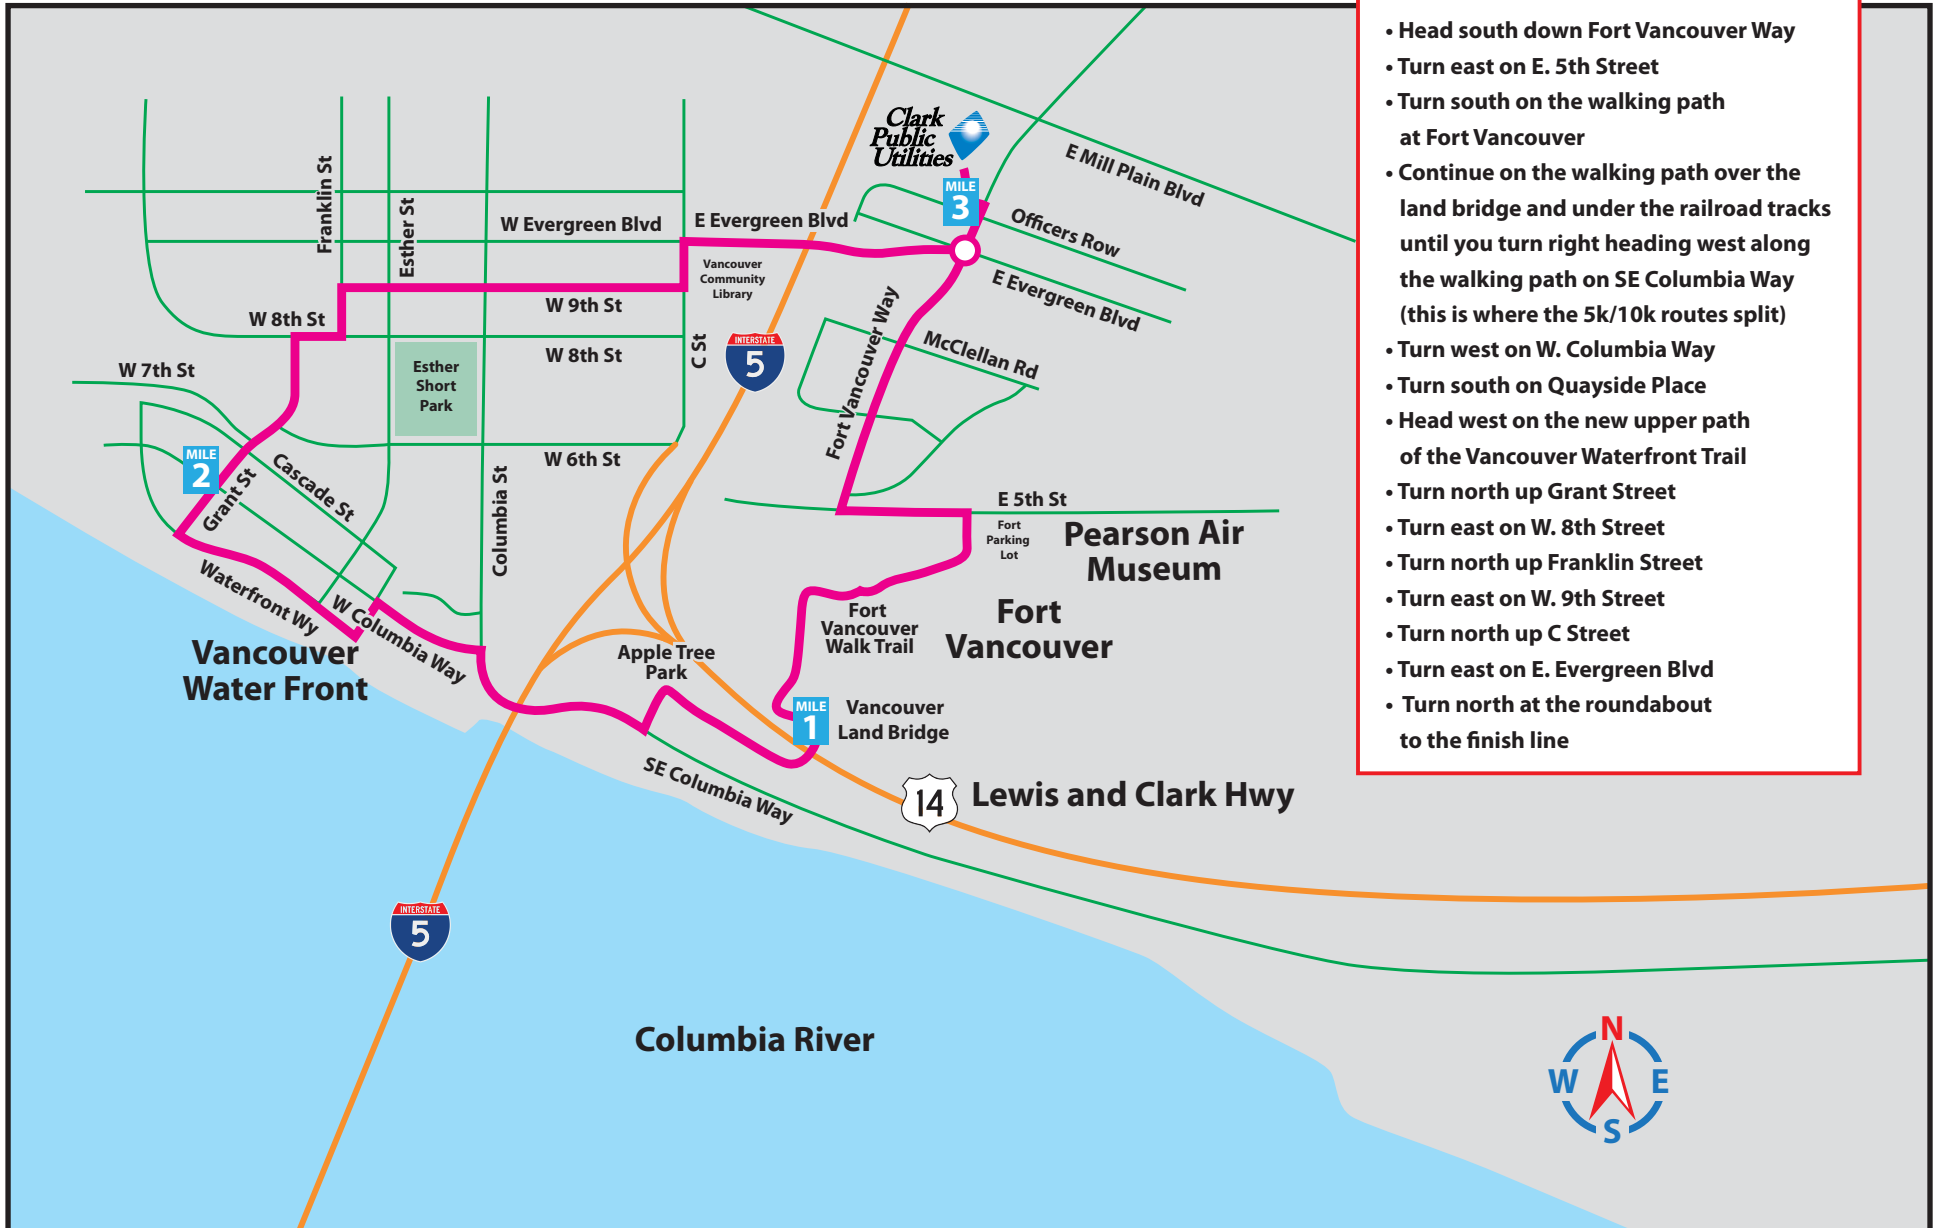 • Head south down Fort Vancouver Way
• Turn east on E. 5th Street
• Turn south on the walking path
at Fort Vancouver
• Continue on the walking path over the
land bridge and under the railroad tracks
until you turn right heading west along
the walking path on SE Columbia Way
(this is where the 5k/10k routes split)
• Turn west on W. Columbia Way
• Turn south on Quayside Place
• Head west on the new upper path
of the Vancouver Waterfront Trail
• Turn north up Grant Street
• Turn east on W. 8th Street
• Turn north up Franklin Street
• Turn east on W. 9th Street
• Turn north up C Street
• Turn east on E. Evergreen Blvd
• Turn north at the roundabout
to the finish line
Clark
Public
Utilities
E Mill Plain Blvd
MILE
3
Officers Row
Franklin St
Esther St
W Evergreen Blvd
E Evergreen Blvd
Vancouver
Community
Library
E Evergreen Blvd
W 9th St
W 8th St
W 8th St
C St
INTERSTATE
5
Fort Vancouver Way
McClellan Rd
W 7th St
Esther
Short
Park
W 6th St
MILE
2
Grant St
Cascade St
Columbia St
E 5th St
Fort
Parking
Lot
Pearson Air
Museum
Waterfront Wy
W Columbia Way
Fort
Vancouver
Walk Trail
Fort
Vancouver
Vancouver
Water Front
Apple Tree
Park
MILE
1
Vancouver
Land Bridge
SE Columbia Way
14
Lewis and Clark Hwy
INTERSTATE
5
Columbia River
N
W
E
S